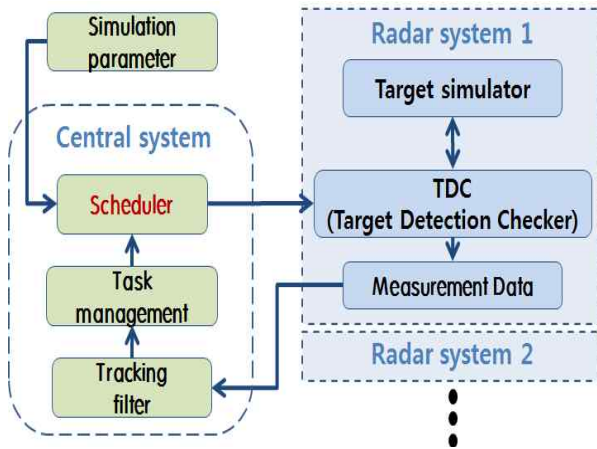 Simulation
parameter
Central system
Scheduler
Task
management
Tracking
filter
Radar system 1
Target simulator
TDC
(Target Detection Checker)
Measurement Data
Radar system 2